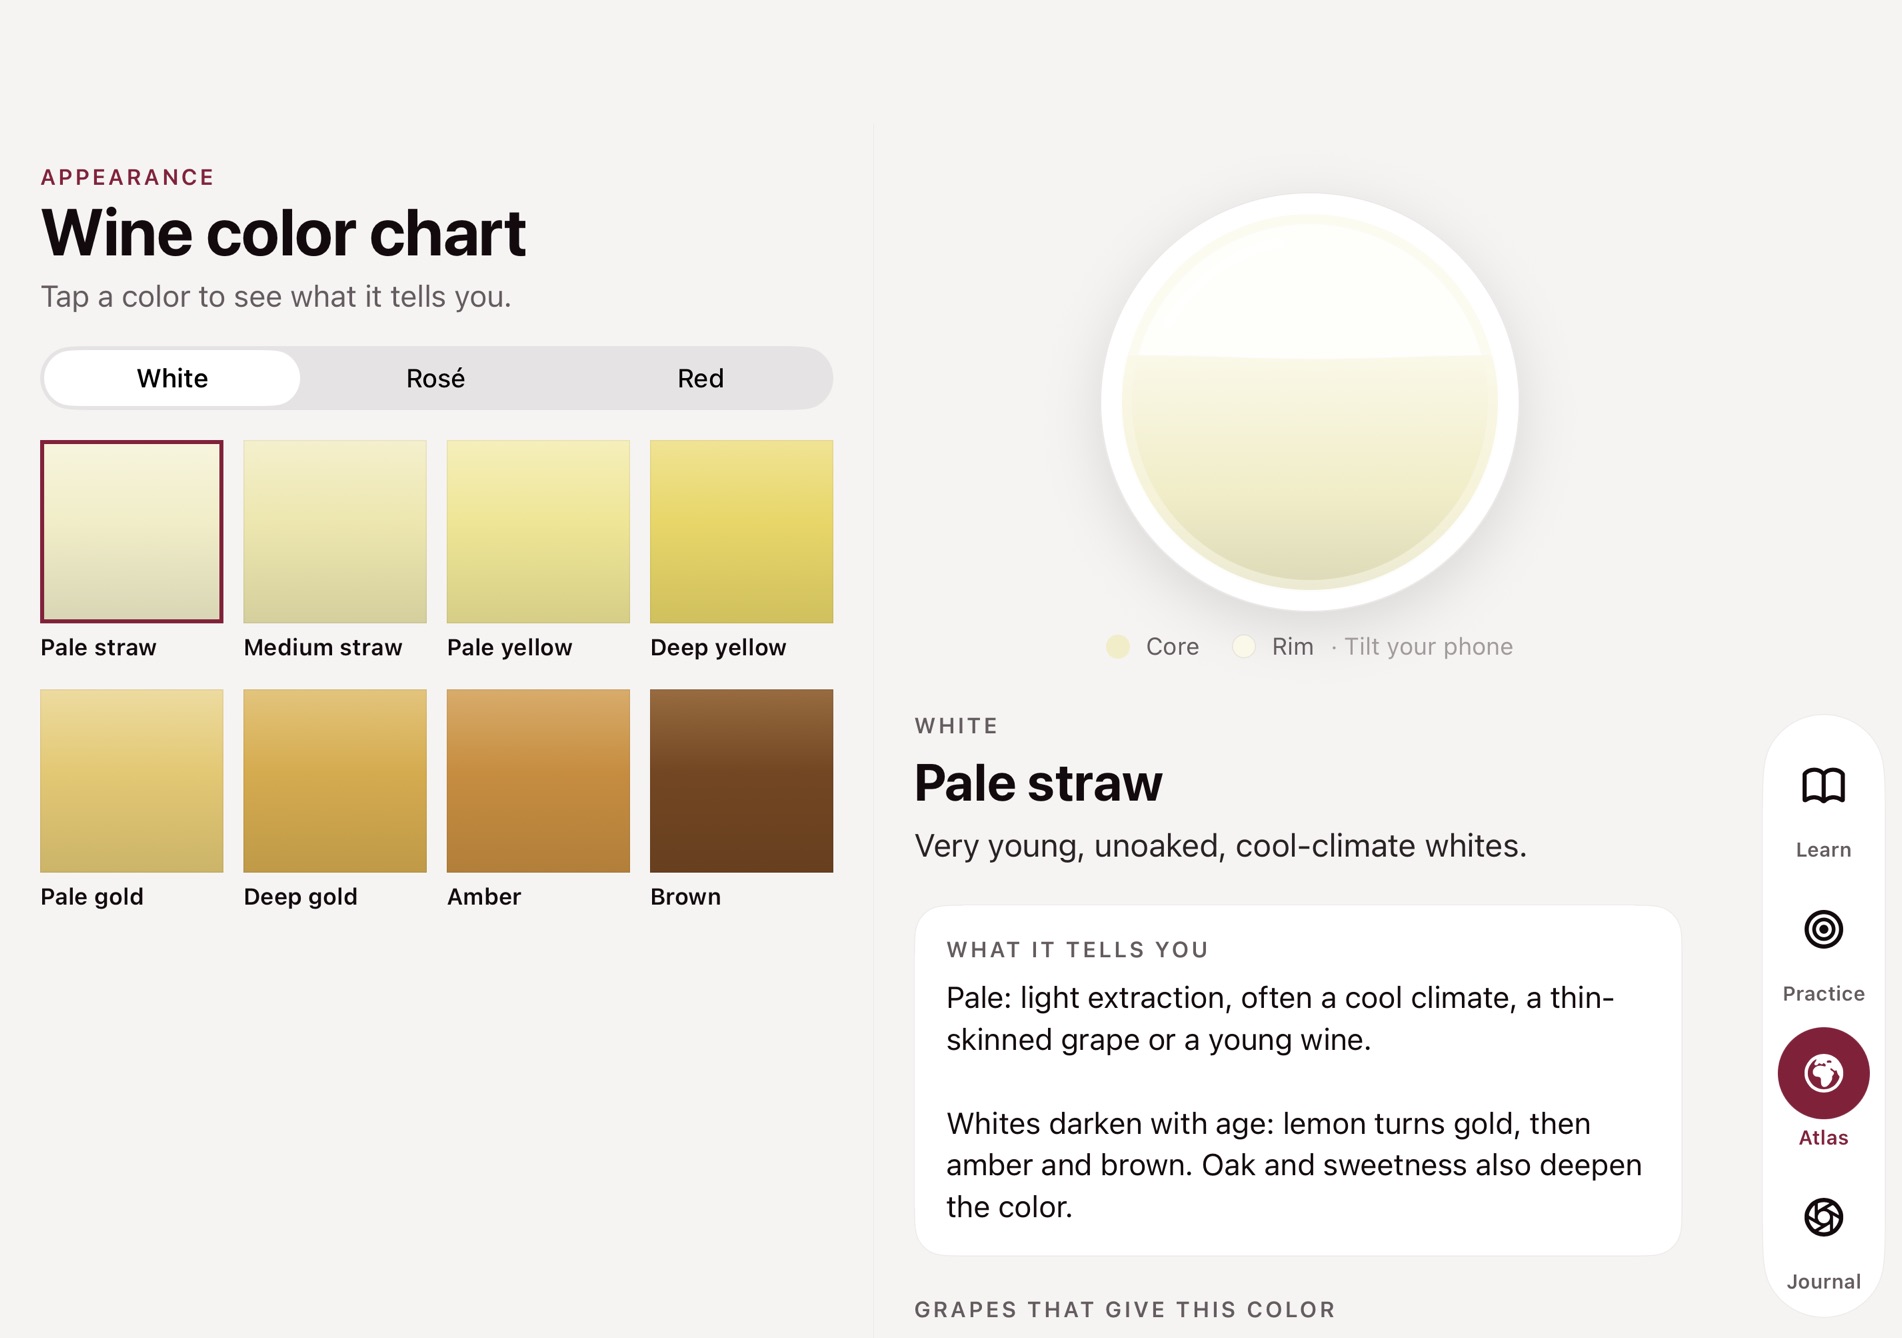 APPEARANCE
Wine color chart
Tap a color to see what it tells you.
White
Rosé
Red
Pale straw
Medium straw
Pale yellow
Deep yellow
Pale gold
Deep gold
Amber
Brown
Core
Rim · Tilt your phone
WHITE
Pale straw
Very young, unoaked, cool-climate whites.
WHAT IT TELLS YOU
Pale: light extraction, often a cool climate, a thin-
skinned grape or a young wine.
Whites darken with age: lemon turns gold, then
amber and brown. Oak and sweetness also deepen
the color.
GRAPES THAT GIVE THIS COLOR
Learn
Practice
Atlas
Journal